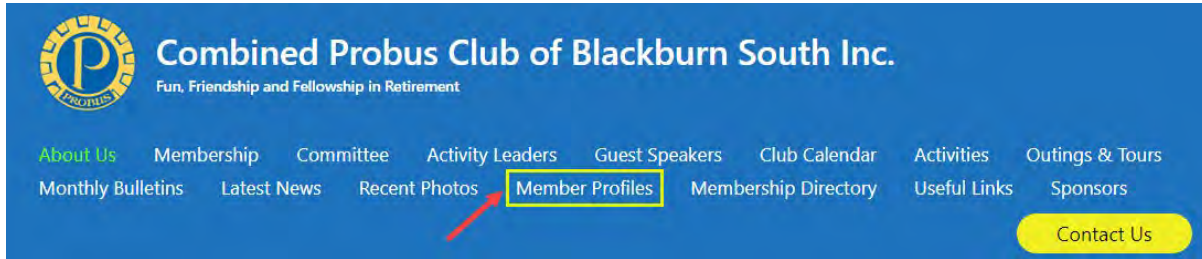 Combined Probus Club of Blackburn South Inc.
Fun, Friendship and Fellowship in Retirement
P
PROBUS
About Us Membership Committee Activity Leaders Guest Speakers Club Calendar Activities Outings & Tours
Monthly Bulletins Latest News Recent Photos Member Profiles Membership Directory Useful Links Sponsors
Contact Us